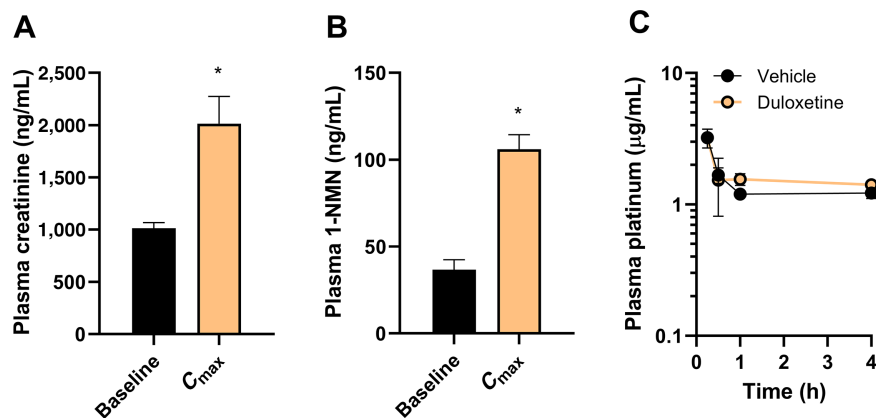 A
Plasma creatinine (ng/mL)
2,500
2,000
1,500
1,000
500
0
*
Baseline
Cmax
B
Plasma 1-NMN (ng/mL)
150
100
50
0
*
Baseline
Cmax
C
Plasma platinum (μg/mL)
10
1
0.1
Vehicle
Duloxetine
0 1 2 3 4
Time (h)